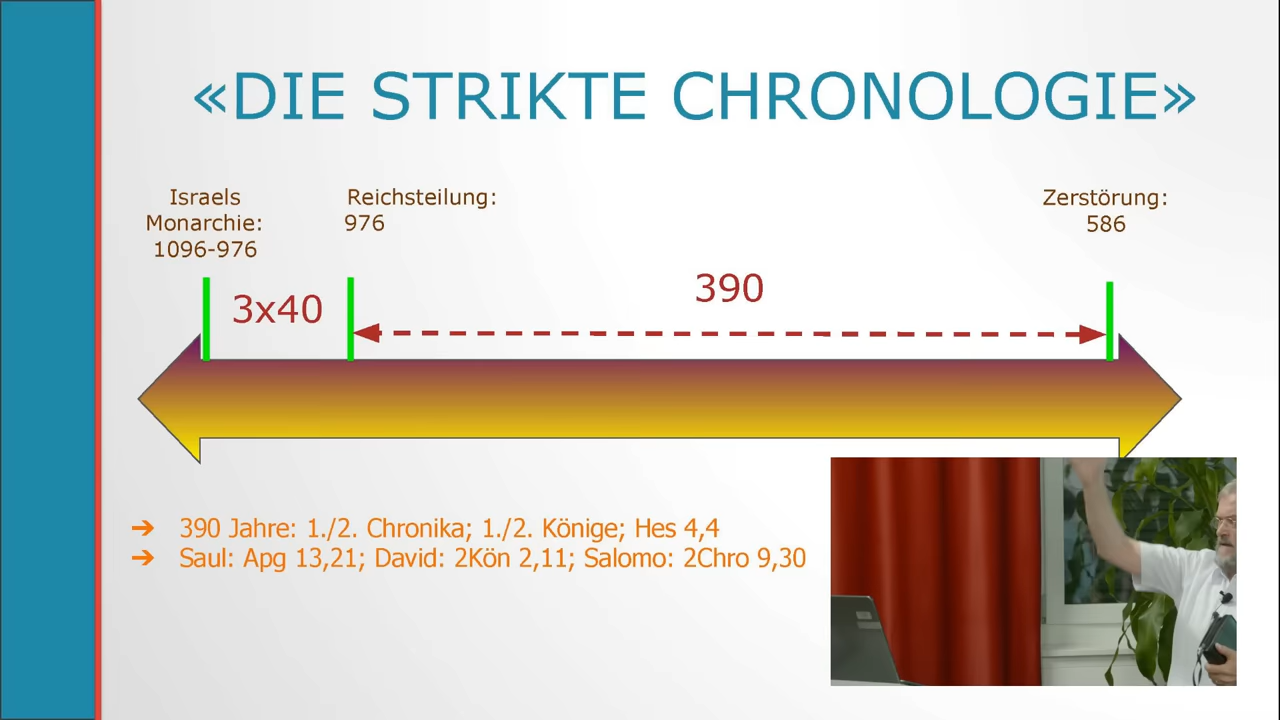 «DIE STRIKTE CHRONOLOGIE»
Israels
Monarchie:
1096-976
Reichsteilung:
976
Zerstörung:
586
3x40
390
➔ 390 Jahre: 1./2. Chronika; 1./2. Könige; Hes 4,4
➔ Saul: Apg 13,21; David: 2Kön 2,11; Salomo: 2Chro 9,30